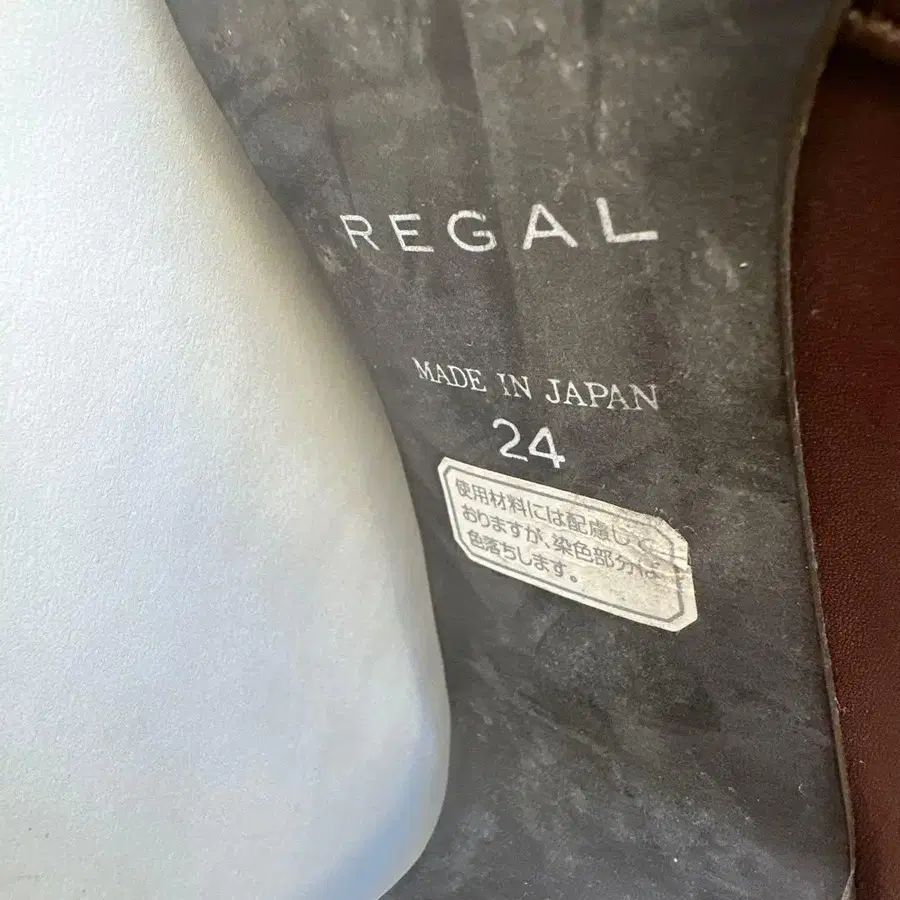 REGAL
MADE IN JAPAN
24
使用材料には配慮して
おりますが、染色部分は
色落ちします。